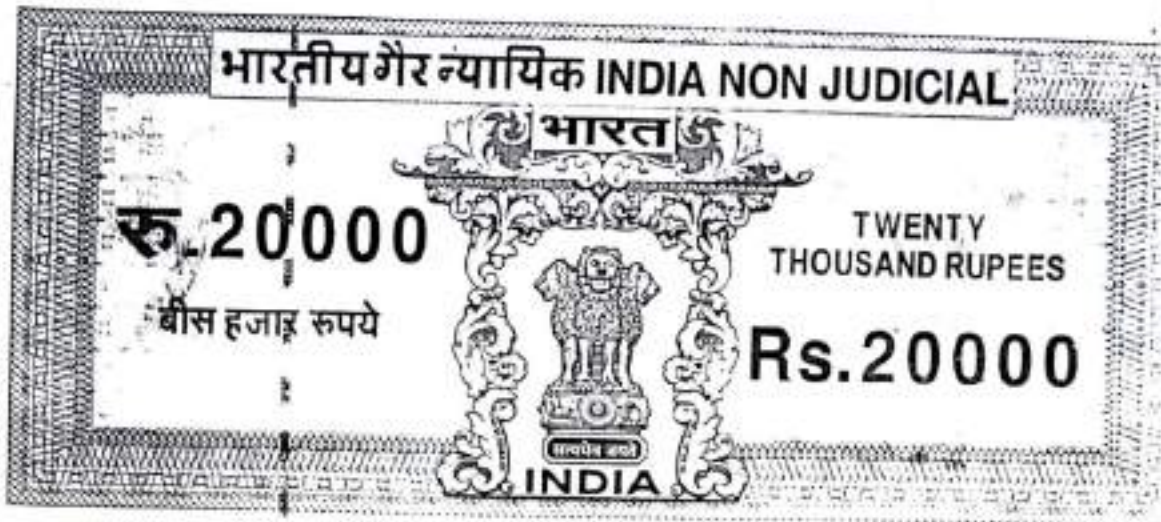 भारतीय गैर न्यायिक INDIA NON JUDICIAL
भारत
रू.20000
बीस हजार रुपये
TWENTY
THOUSAND RUPEES
Rs.20000
सत्यमेव जयते
INDIA